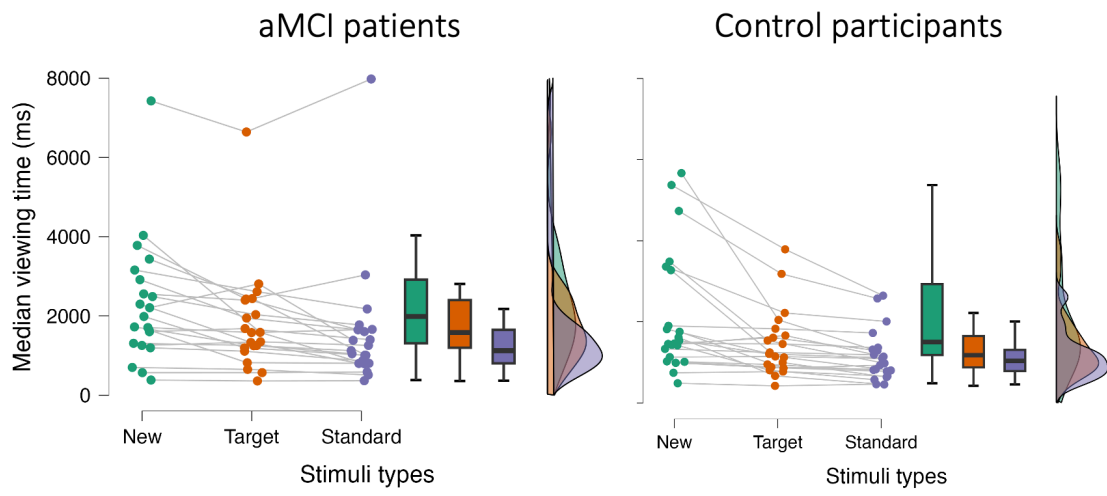 aMCI patients
Control participants
Median viewing time (ms)
8000
6000
4000
2000
0
New
Target
Standard
Stimuli types
New
Target
Standard
Stimuli types